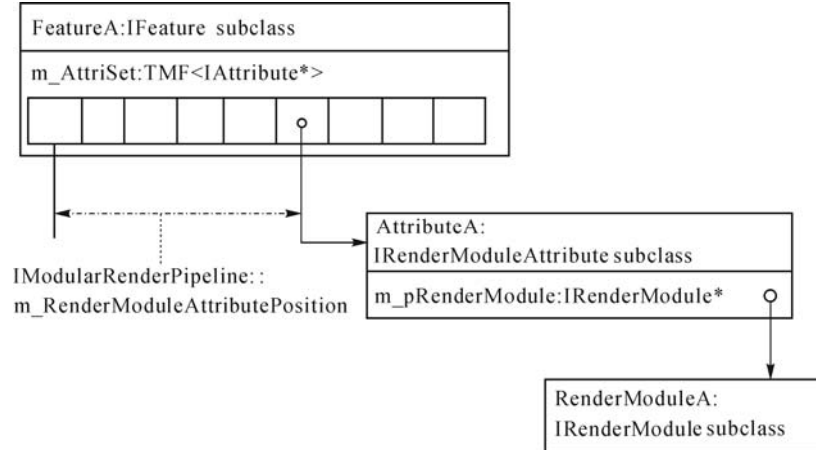 FeatureA:IFeature subclass
m_AttriSet:TMF<IAttribute*>
AttributeA:
IRenderModuleAttribute subclass
IModularRenderPipeline::
m_RenderModuleAttributePosition
m_pRenderModule:IRenderModule*
RenderModuleA:
IRenderModule subclass